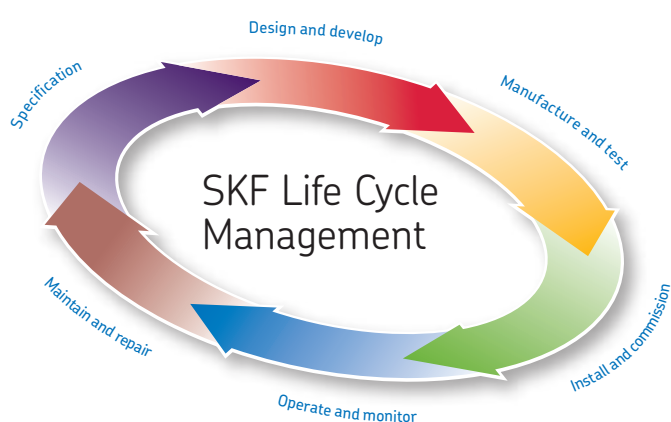 Design and develop
Specification
Manufacture and test
SKF Life Cycle
Management
Maintain and repair
Install and commission
Operate and monitor